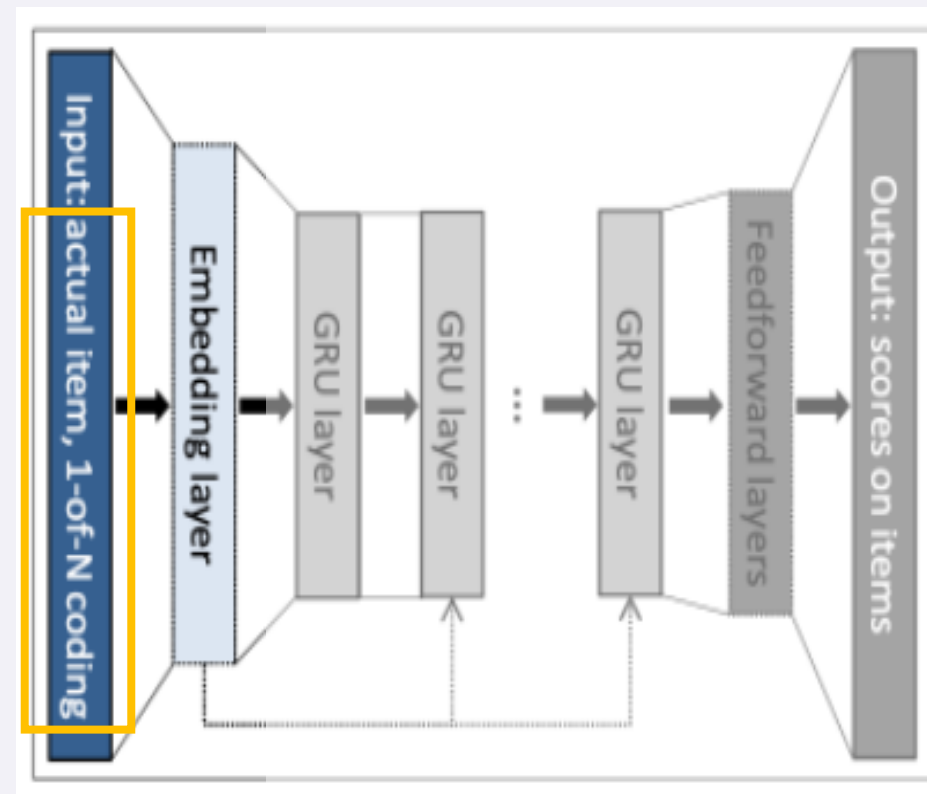 Input: actual item, 1-of-N coding
Embedding layer
GRU layer
GRU layer
...
GRU layer
Feedforward layers
Output: scores on items